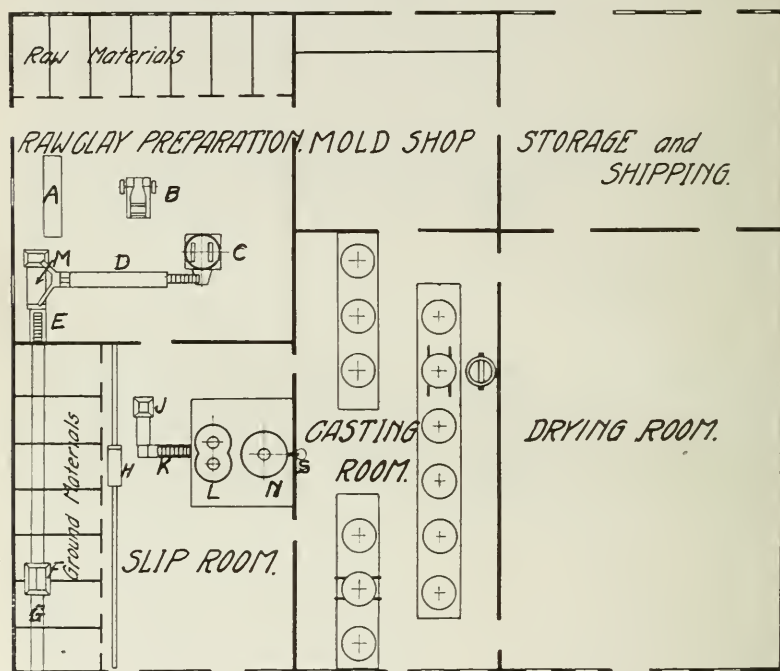 Raw Materials
RAW CLAY PREPARATION.
MOLD SHOP
STORAGE and
SHIPPING.
A
B
C
M
D
E
J
Ground Materials
H
K
L
N
S
CASTING
ROOM.
DRYING ROOM.
SLIP ROOM.
F
G